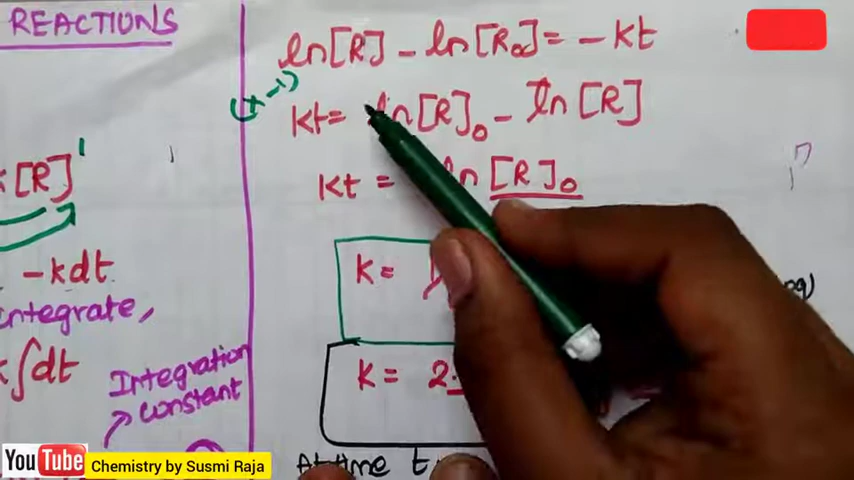 REACTIONS
k[R]¹
-kdt
Integrate,
k∫dt
Integration
constant
ln[R] - ln[R₀] = -kt
(x -1)
kt = ln[R]₀ - ln[R]
kt = ln [R]₀
k =
k = 2.
At time t
YouTube
Chemistry by Susmi Raja